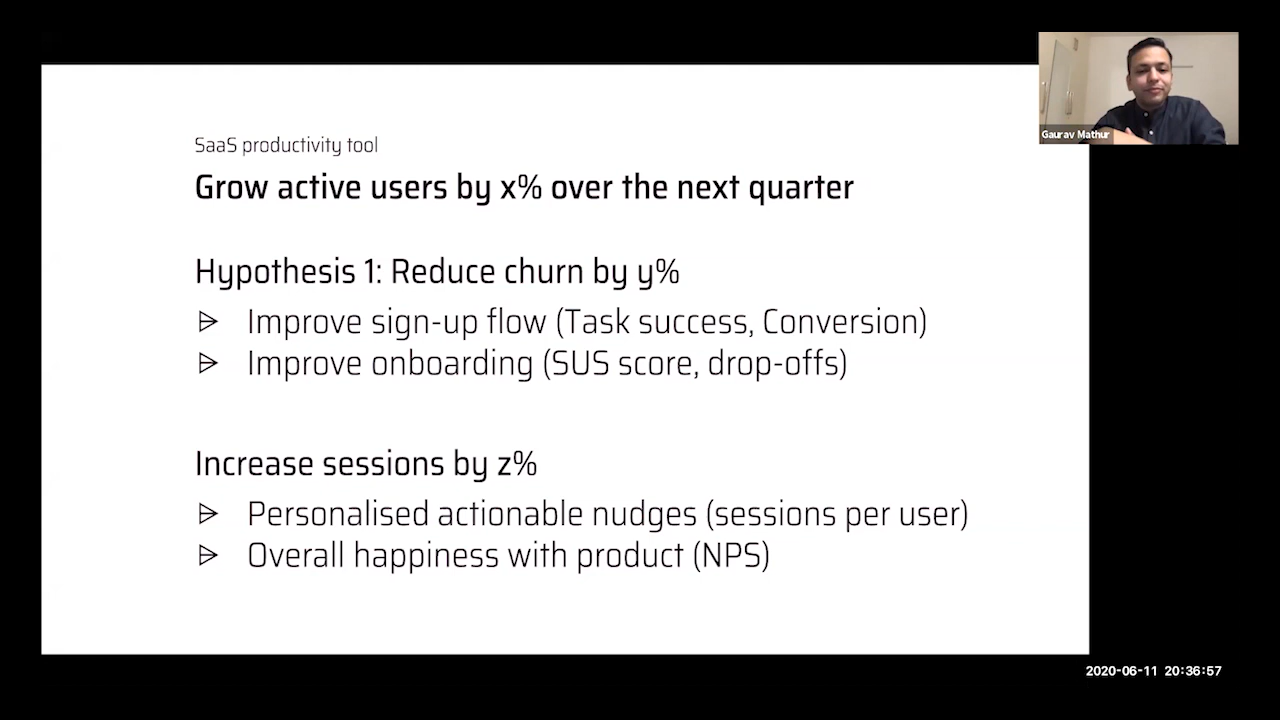 SaaS productivity tool
Grow active users by x% over the next quarter
Hypothesis 1: Reduce churn by y%
Improve sign-up flow (Task success, Conversion)
Improve onboarding (SUS score, drop-offs)
Increase sessions by z%
Personalised actionable nudges (sessions per user)
Overall happiness with product (NPS)
Gaurav Mathur
2020-06-11 20:36:57